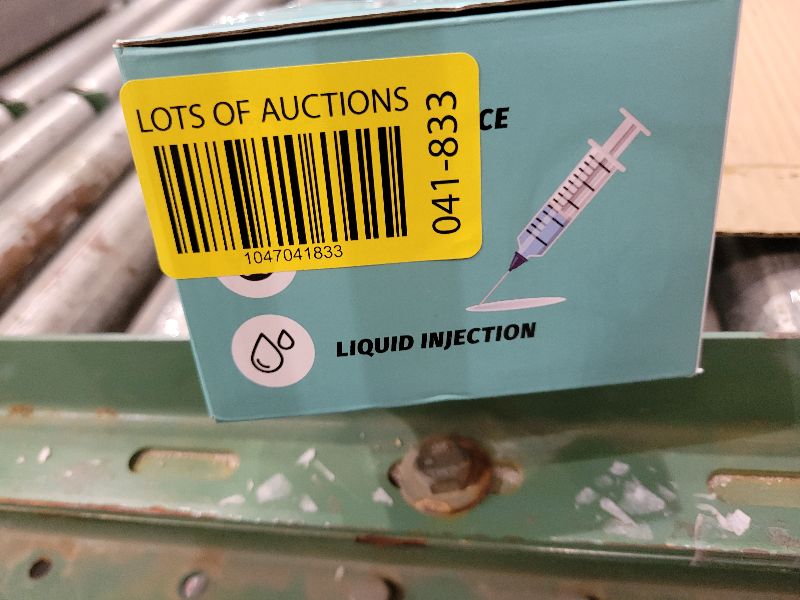 LOTS OF AUCTIONS
1047041833
041-833
CE
LIQUID INJECTION